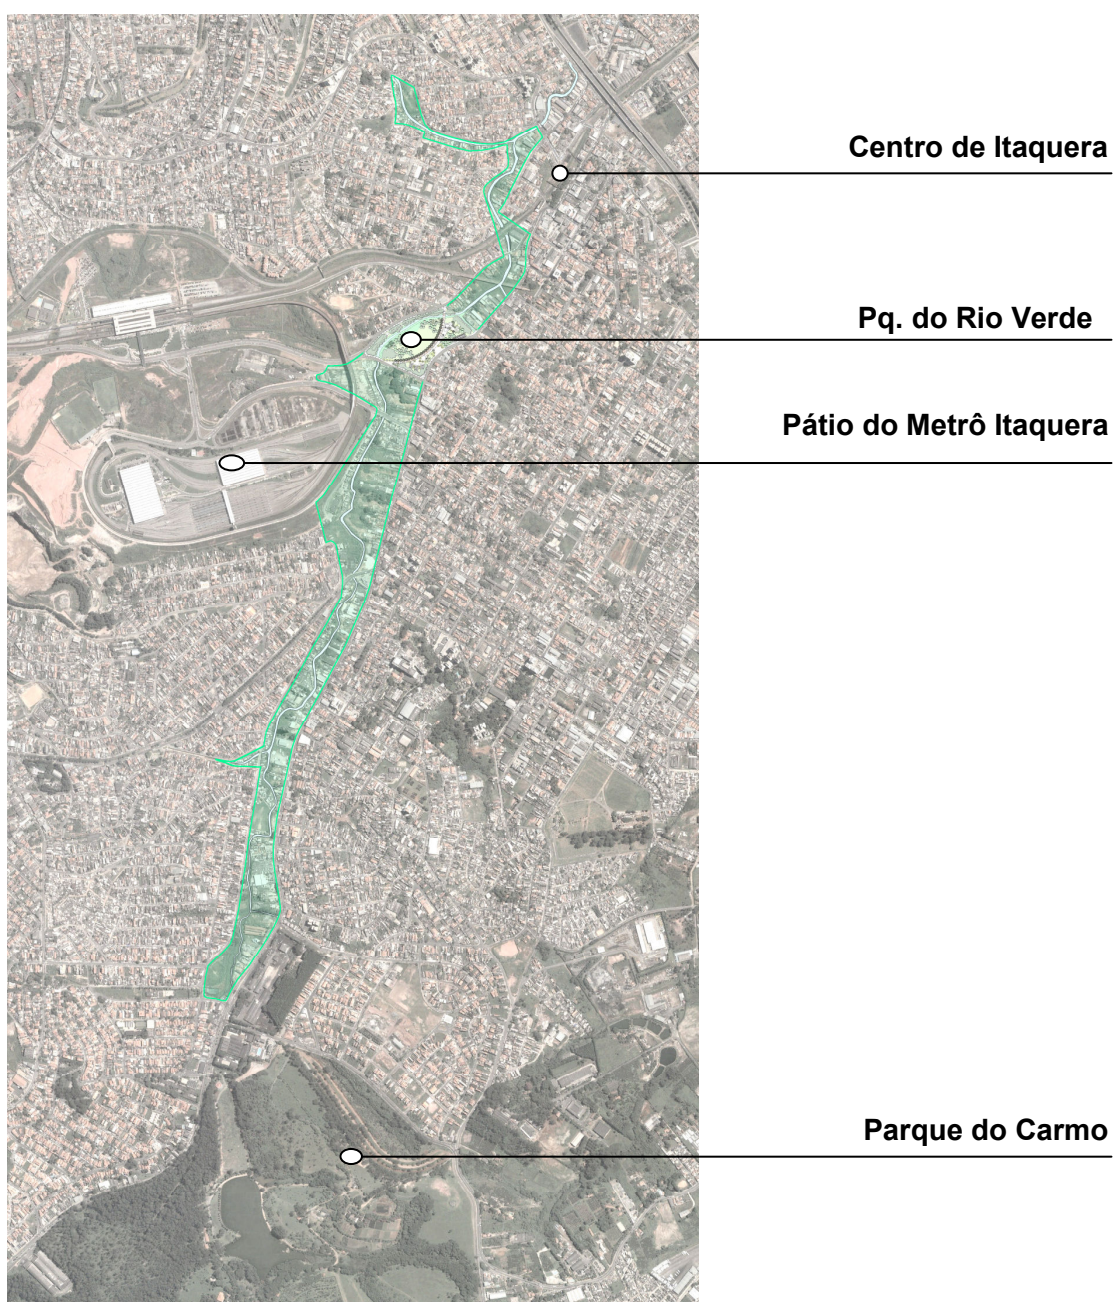 Centro de Itaquera
Pq. do Rio Verde
Pátio do Metrô Itaquera
Parque do Carmo